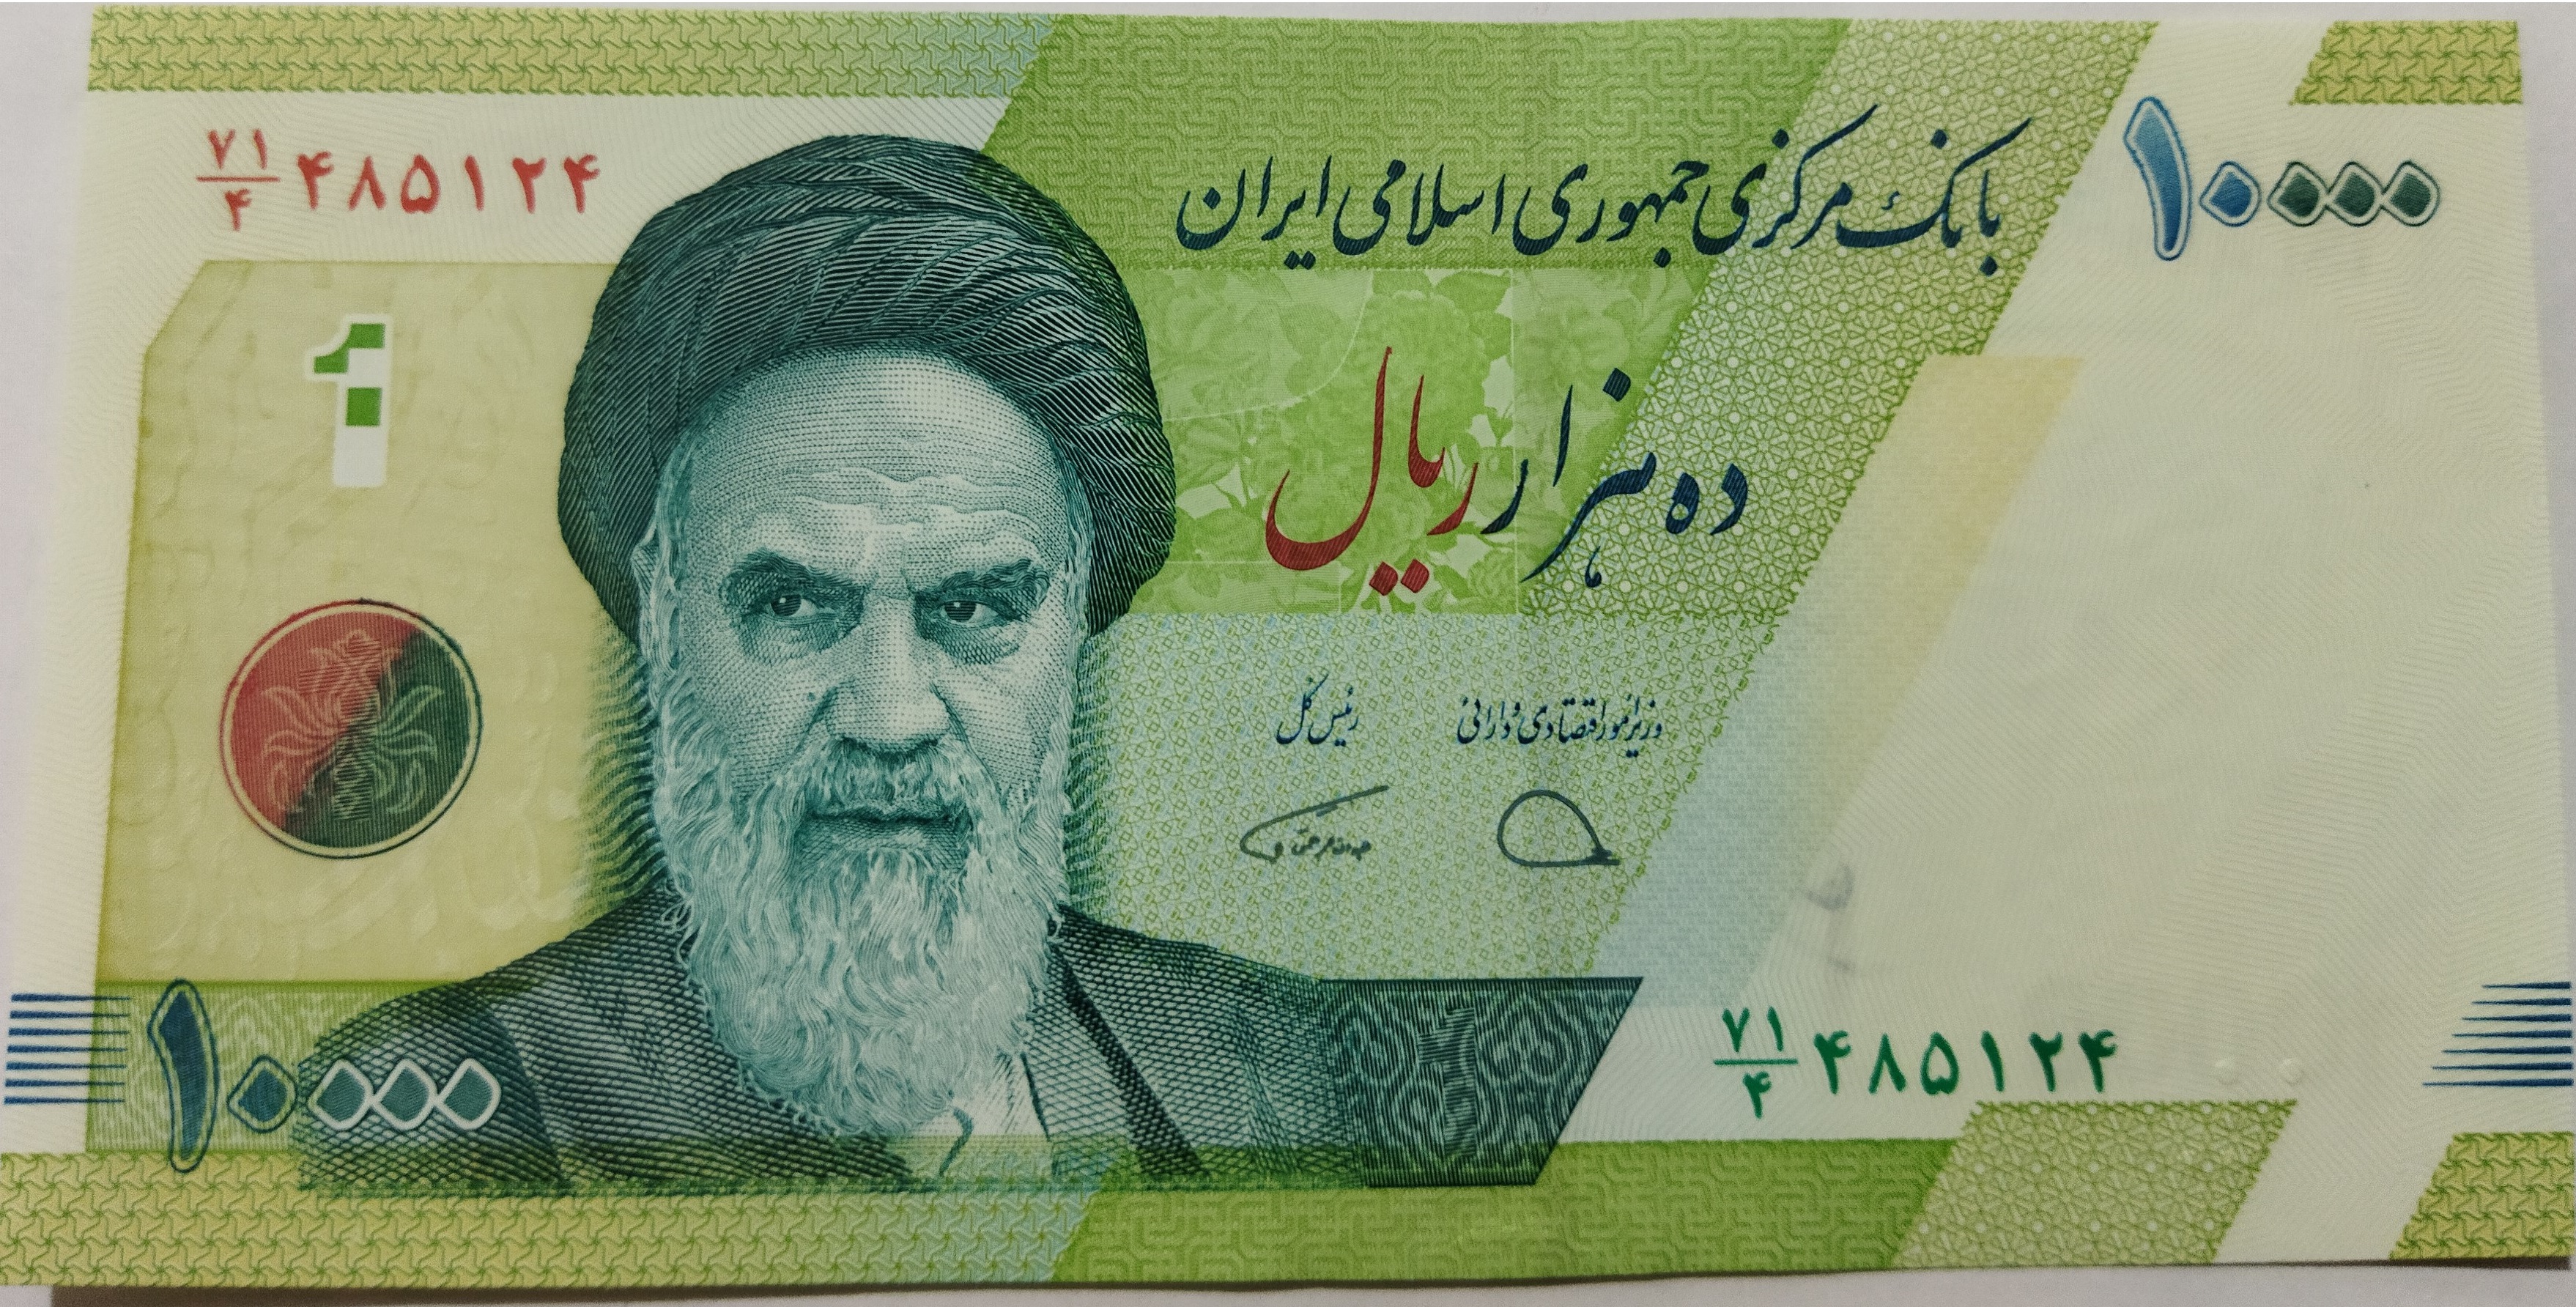 بانک مرکزی جمهوری اسلامی ایران
۱۰۰۰۰
۷۱/۴ ۴۸۵۱۲۴
۱
ده هزار ریال
وزیر امور اقتصادی و دارائی
رئیس کل
۱۰۰۰۰
۷۱/۴ ۴۸۵۱۲۴